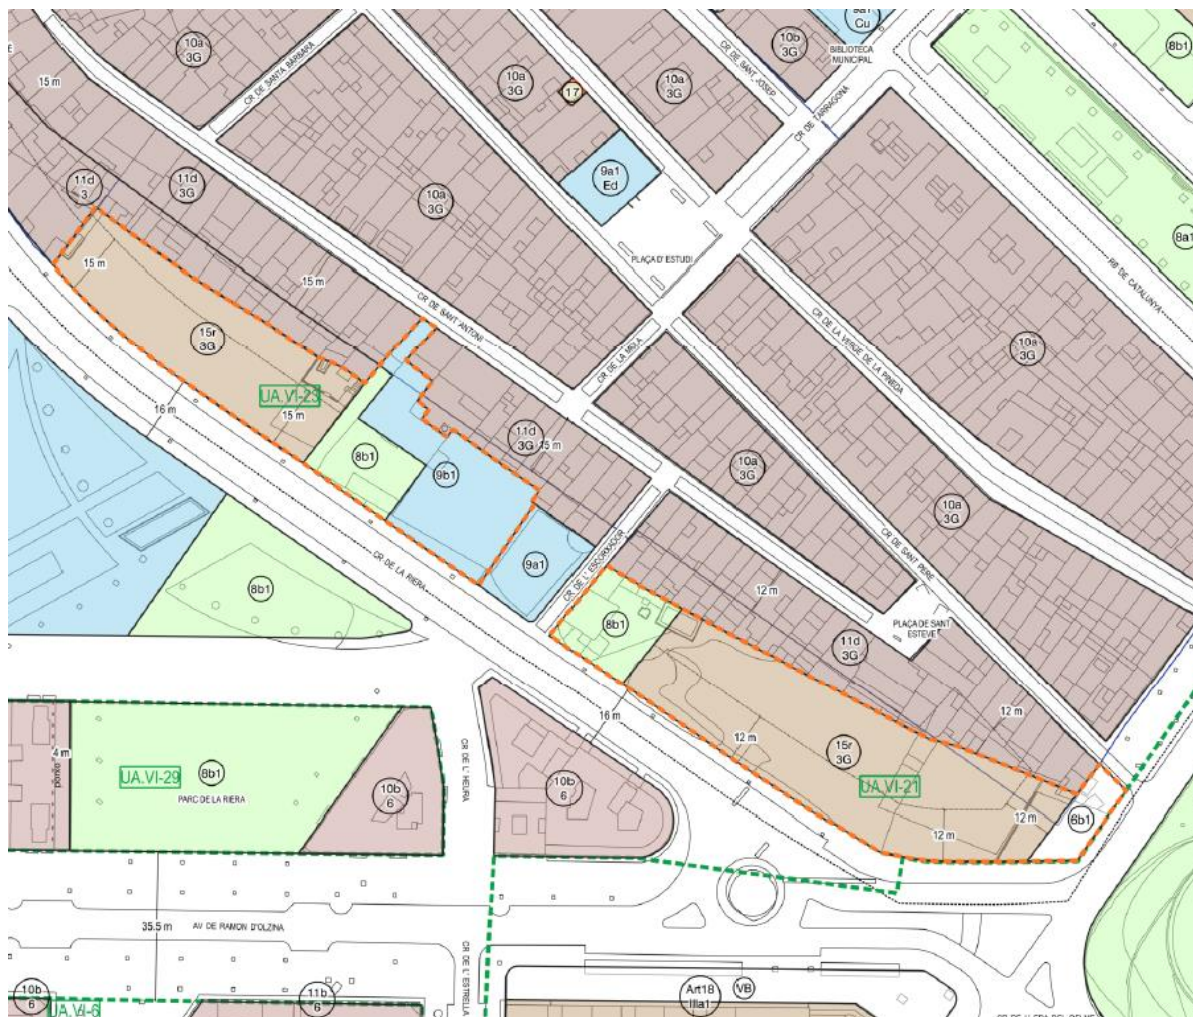 10a
3G
15 m
CR DE SANTA BÀRBARA
10a
3G
17
10a
3G
CR DE SANT JOSEP
10b
3G
9a1
Cu
BIBLIOTECA
MUNICIPAL
CR DE TARRAGONA
8b1
8a1
RB DE CATALUNYA
11d
3
11d
3G
10a
3G
9a1
Ed
PLAÇA D'ESTUDI
15 m
15 m
CR DE SANT ANTONI
CR DE LA MULA
CR DE LA VERGE DE LA PINEDA
10a
3G
15r
3G
UA.VI-23
15 m
16 m
8b1
9b1
11d
3G
15 m
10a
3G
10a
3G
CR DE SANT PERE
CR DE LA RIERA
9a1
CR DE L' ESCORXADOR
8b1
8b1
12 m
11d
3G
PLAÇA DE SANT
ESTEVE
12 m
16 m
12 m
15r
3G
UA.VI-21
12 m
12 m
6b1
4 m
porxo
UA.VI-29
8b1
PARC DE LA RIERA
10b
6
CR DE L' HEURA
10b
6
35.5 m
AV DE RAMON D'OLZINA
CR DE L'ESTRELLA
10b
6
UA.VI-6
11b
6
Art18
Illa1
VB